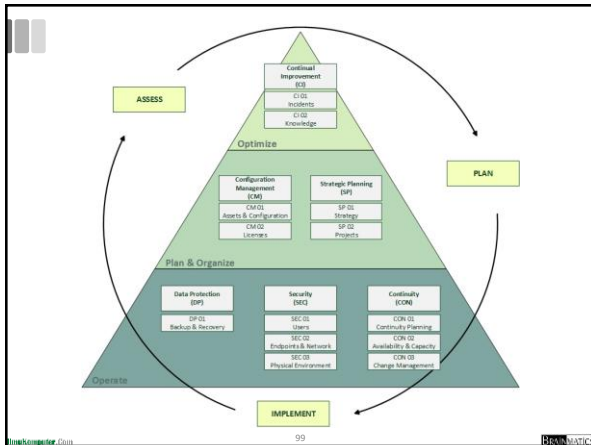 Continual
Improvement
(CI)
CI 01
Incidents
CI 02
Knowledge
ASSESS
Optimize
PLAN
Configuration
Management
(CM)
CM 01
Assets & Configuration
CM 02
Licenses
Strategic Planning
(SP)
SP 01
Strategy
SP 02
Projects
Plan & Organize
Data Protection
(DP)
DP 01
Backup & Recovery
Security
(SEC)
SEC 01
Users
SEC 02
Endpoints & Network
SEC 03
Physical Environment
Continuity
(CON)
CON 01
Continuity Planning
CON 02
Availability & Capacity
CON 03
Change Management
Operate
IMPLEMENT
99
BRAINMATICS